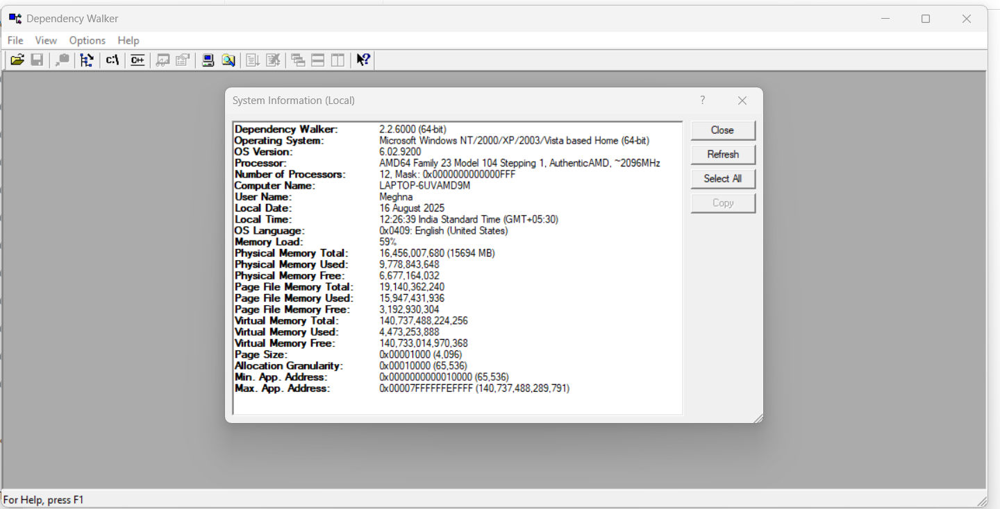 Dependency Walker
File View Options Help
c:\ C++
System Information (Local)
Dependency Walker: 2.2.6000 (64-bit)
Operating System: Microsoft Windows NT/2000/XP/2003/Vista based Home (64-bit)
OS Version: 6.02.9200
Processor: AMD64 Family 23 Model 104 Stepping 1, AuthenticAMD, ~2096MHz
Number of Processors: 12, Mask: 0x0000000000000FFF
Computer Name: LAPTOP-6UVAMD9M
User Name: Meghna
Local Date: 16 August 2025
Local Time: 12:26:39 India Standard Time (GMT+05:30)
OS Language: 0x0409: English (United States)
Memory Load: 59%
Physical Memory Total: 16,456,007,680 (15694 MB)
Physical Memory Used: 9,778,843,648
Physical Memory Free: 6,677,164,032
Page File Memory Total: 19,140,362,240
Page File Memory Used: 15,947,431,936
Page File Memory Free: 3,192,930,304
Virtual Memory Total: 140,737,488,224,256
Virtual Memory Used: 4,473,253,888
Virtual Memory Free: 140,733,014,970,368
Page Size: 0x00001000 (4,096)
Allocation Granularity: 0x00010000 (65,536)
Min. App. Address: 0x0000000000010000 (65,536)
Max. App. Address: 0x00007FFFFFFEFFFF (140,737,488,289,791)
Close
Refresh
Select All
Copy
For Help, press F1